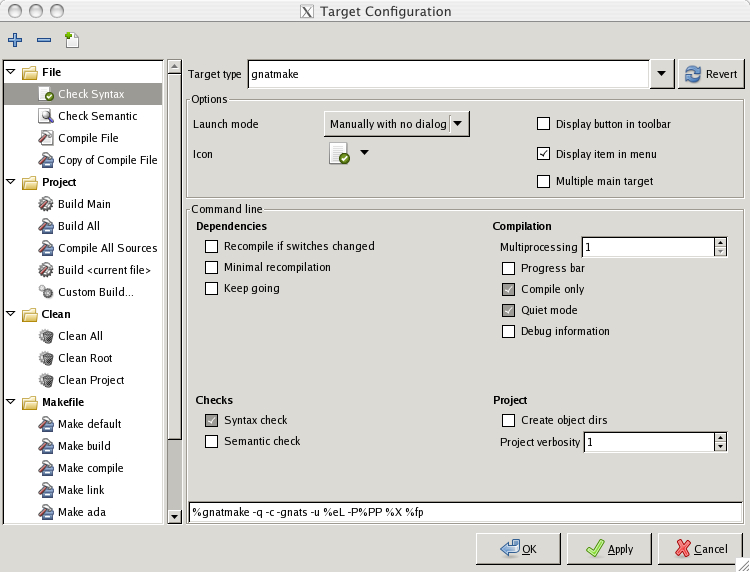 Target Configuration
File
Check Syntax
Check Semantic
Compile File
Copy of Compile File
Project
Build Main
Build All
Compile All Sources
Build <current file>
Custom Build...
Clean
Clean All
Clean Root
Clean Project
Makefile
Make default
Make build
Make compile
Make link
Make ada
Target type gnatmake Revert
Options
Launch mode Manually with no dialog Display button in toolbar
Icon Display item in menu
Multiple main target
Command line
Dependencies
Recompile if switches changed
Minimal recompilation
Keep going
Compilation
Multiprocessing 1
Progress bar
Compile only
Quiet mode
Debug information
Checks
Syntax check
Semantic check
Project
Create object dirs
Project verbosity 1
%gnatmake -q -c -gnats -u %eL -P%PP %X %fp
OK Apply Cancel